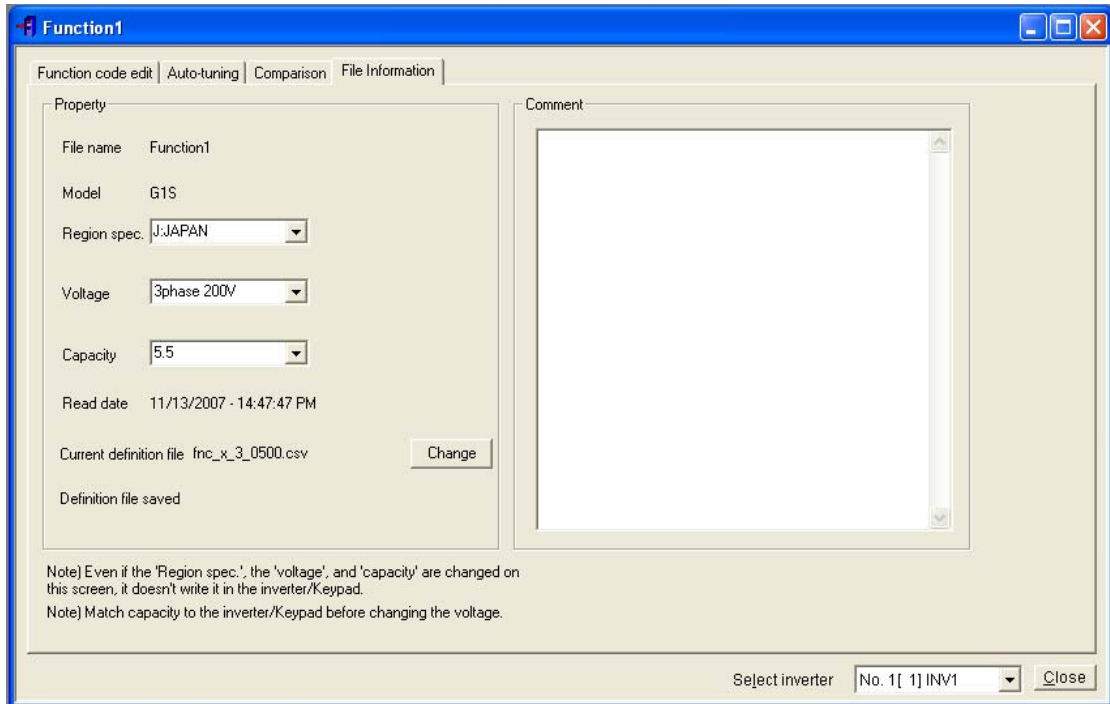 Function1
Function code edit Auto-tuning Comparison File Information
Property
File name Function1
Model G1S
Region spec. J:JAPAN
Voltage 3phase 200V
Capacity 5.5
Read date 11/13/2007 - 14:47:47 PM
Current definition file fnc_x_3_0500.csv Change
Definition file saved
Comment
Note) Even if the 'Region spec.', the 'voltage', and 'capacity' are changed on
this screen, it doesn't write it in the inverter/Keypad.
Note) Match capacity to the inverter/Keypad before changing the voltage.
Select inverter No. 1[ 1] INV1 Close